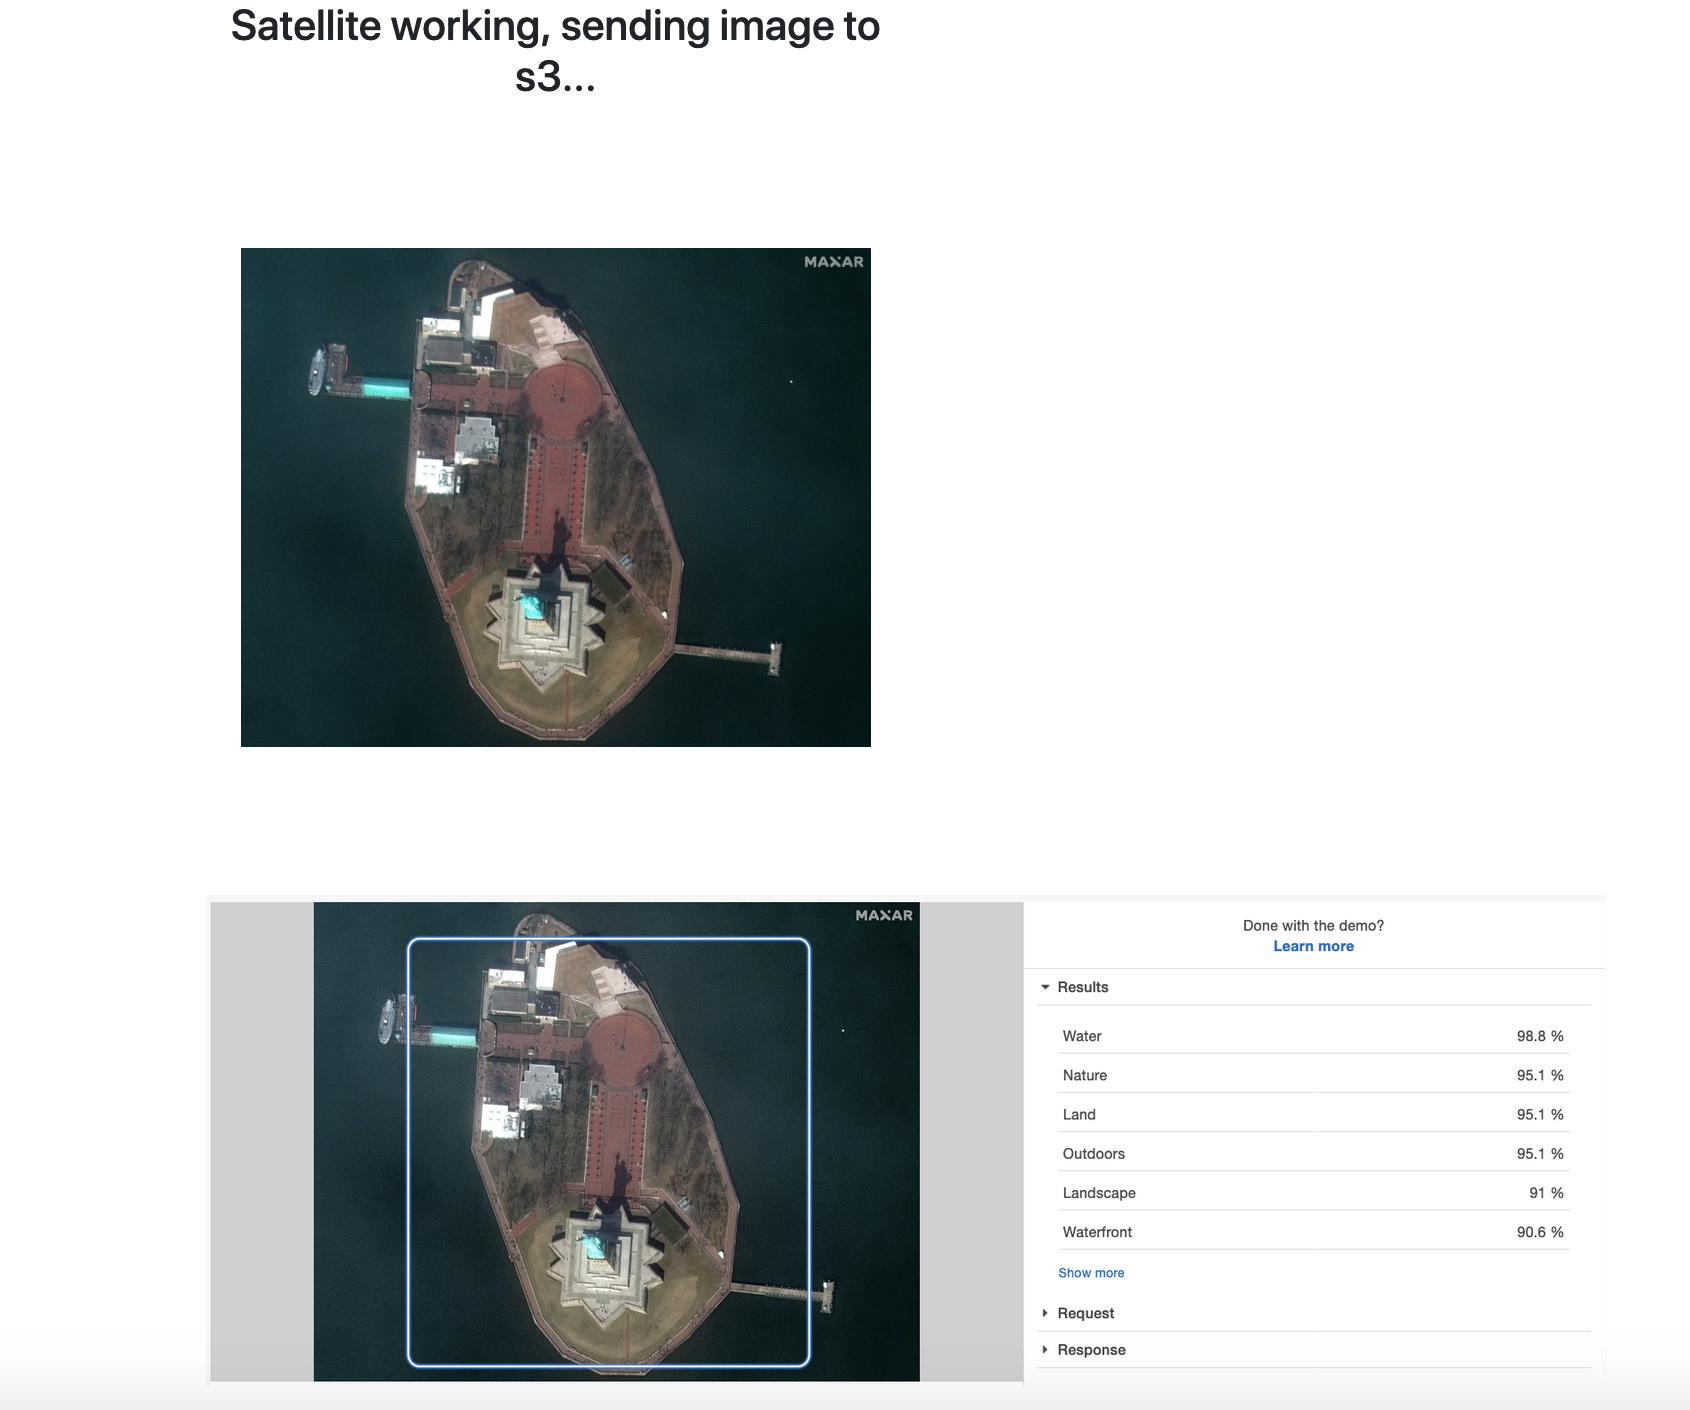 Satellite working, sending image to
s3...
MAXAR
MAXAR
Done with the demo?
Learn more
Results
Water 98.8 %
Nature 95.1 %
Land 95.1 %
Outdoors 95.1 %
Landscape 91 %
Waterfront 90.6 %
Show more
Request
Response